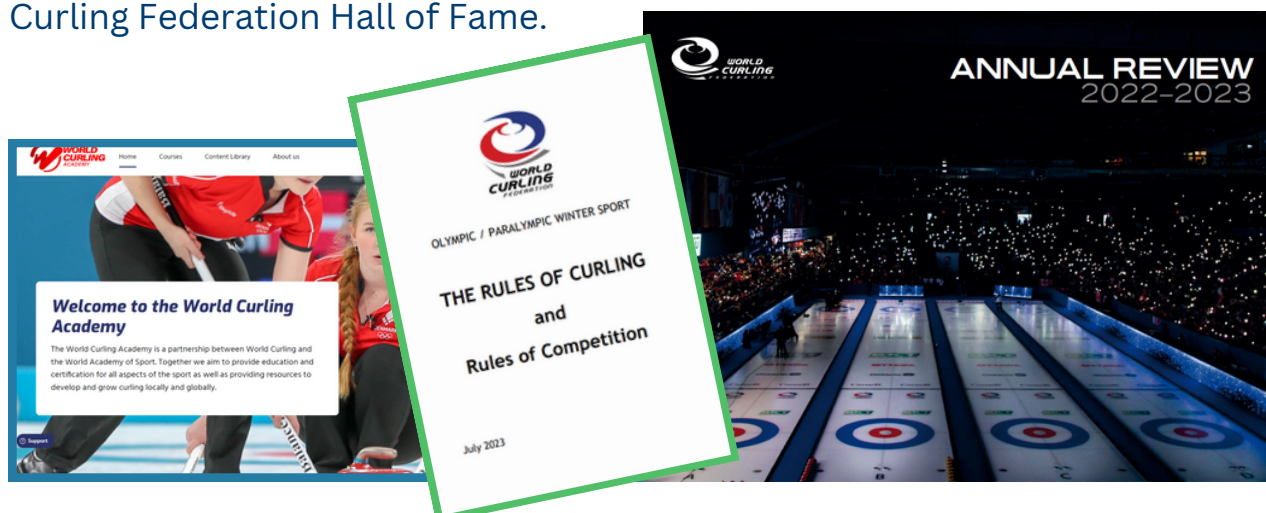 Curling Federation Hall of Fame.
WORLD
CURLING
ACADEMY
Home Courses Content Library About us
Welcome to the World Curling
Academy
The World Curling Academy is a partnership between World Curling and
the World Academy of Sport. Together we aim to provide education and
certification for all aspects of the sport as well as providing resources to
develop and grow curling locally and globally.
Support
WORLD
CURLING
FEDERATION
OLYMPIC / PARALYMPIC WINTER SPORT
THE RULES OF CURLING
and
Rules of Competition
July 2023
WORLD
CURLING
FEDERATION
ANNUAL REVIEW
2022–2023
A B C D